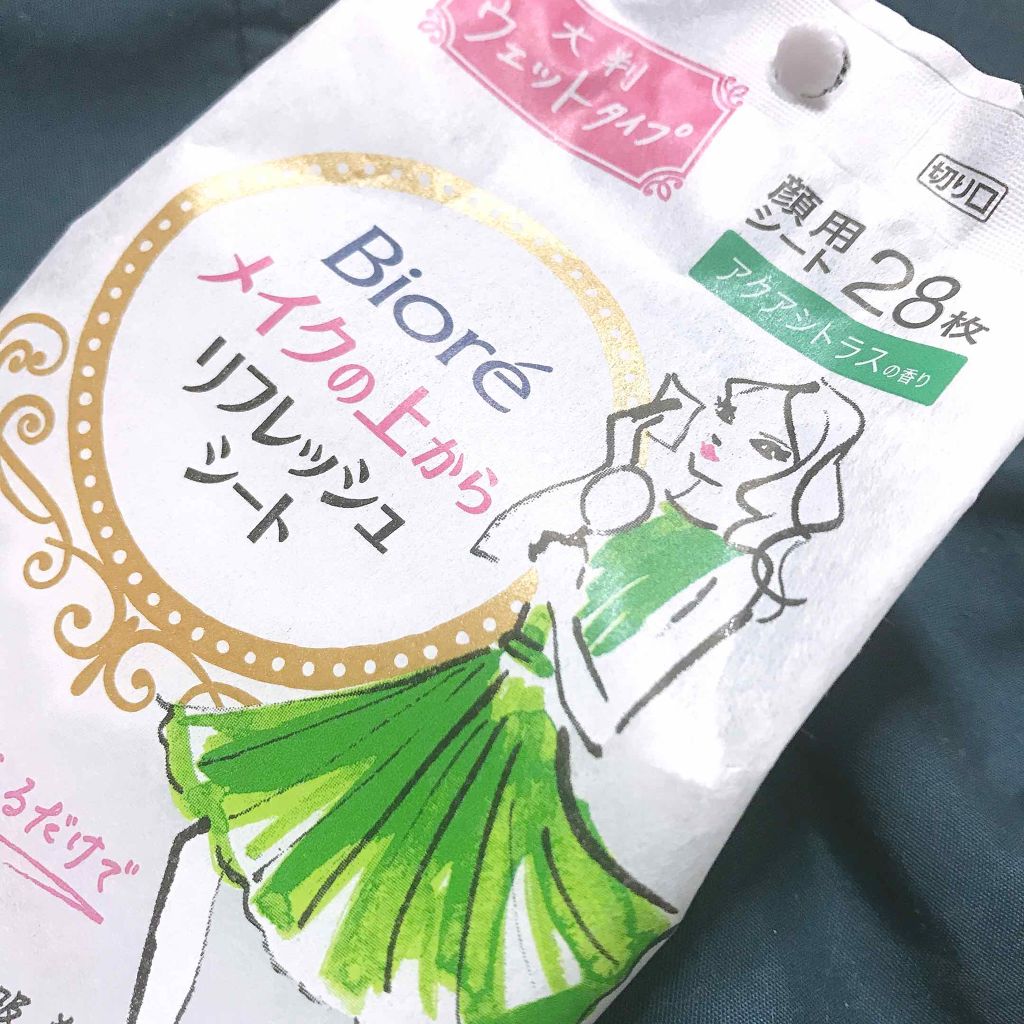 大判
ウェットタイプ
切り口
顔用
シート
28枚
アクアシトラスの香り
Bioré
メイクの上から
リフレッシュ
シート
るだけで